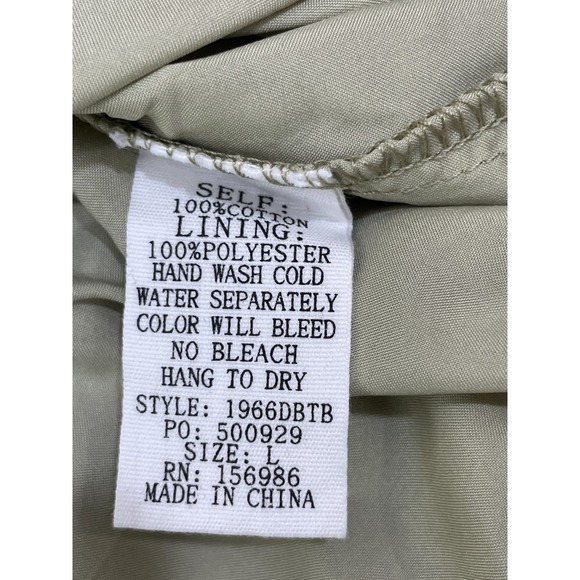 SELF:
100%COTTON
LINING:
100%POLYESTER
HAND WASH COLD
WATER SEPARATELY
COLOR WILL BLEED
NO BLEACH
HANG TO DRY
STYLE: 1966DBTB
PO: 500929
SIZE: L
RN: 156986
MADE IN CHINA